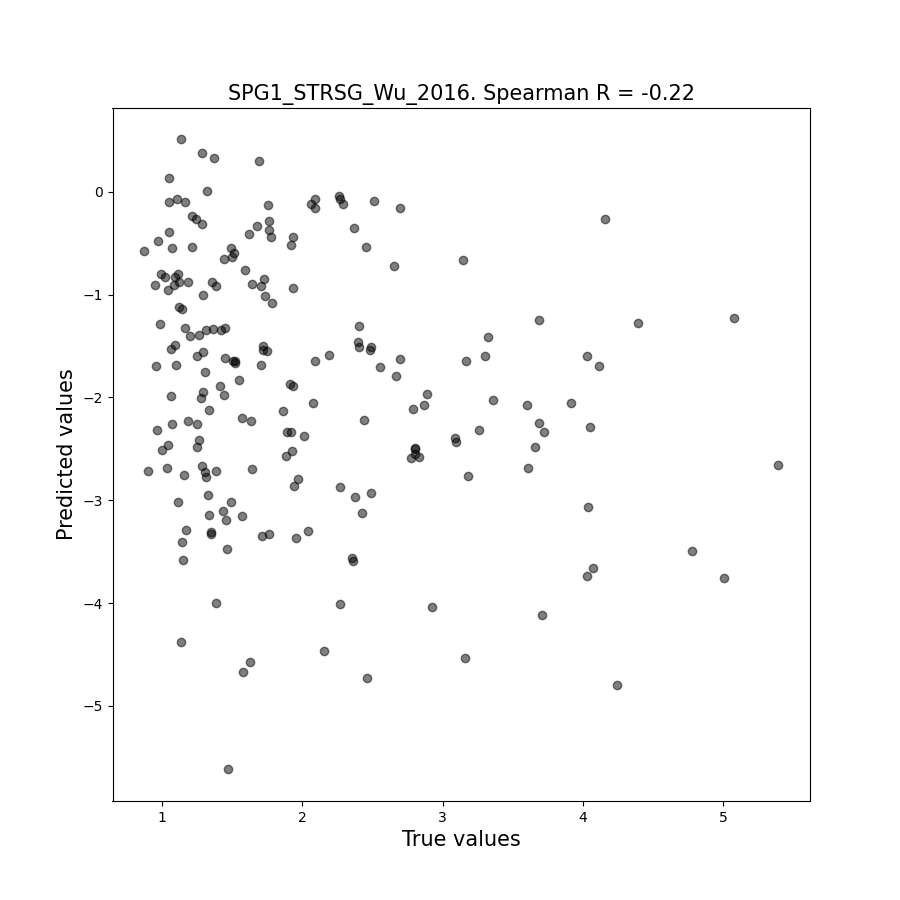 SPG1_STRSG_Wu_2016. Spearman R = -0.22
Predicted values
0
−1
−2
−3
−4
−5
1 2 3 4 5
True values